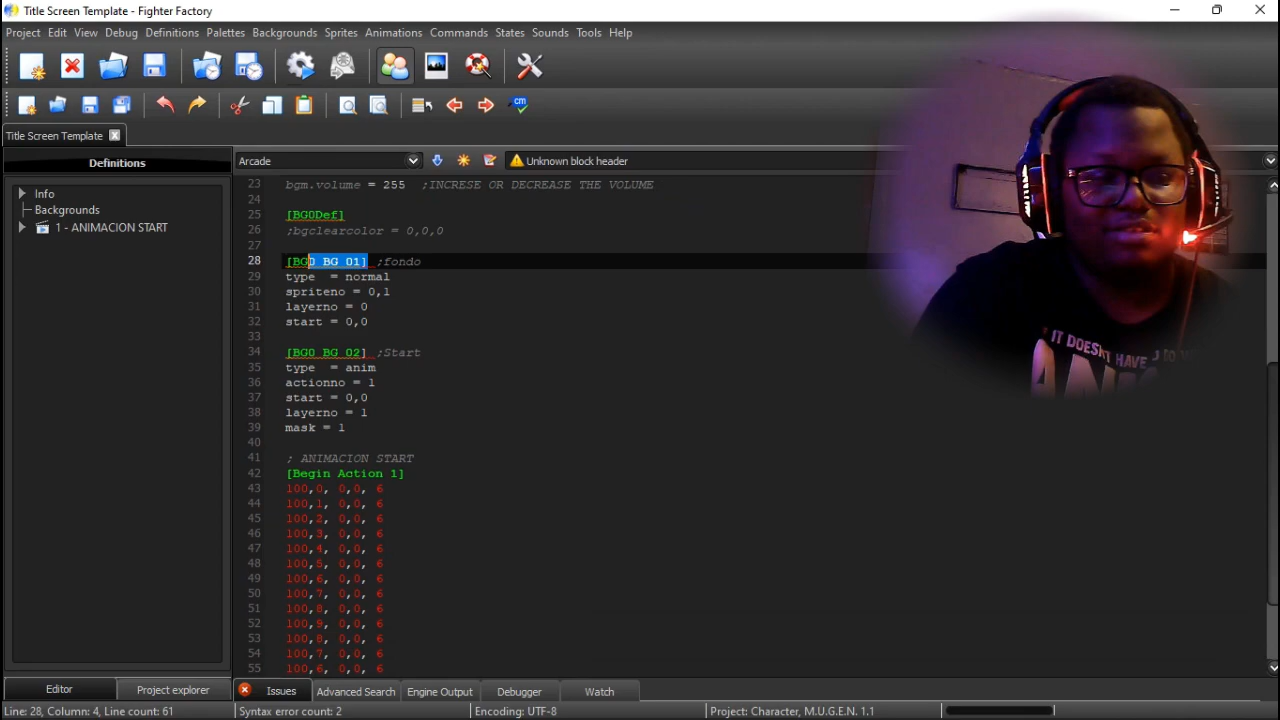 Title Screen Template - Fighter Factory
Project Edit View Debug Definitions Palettes Backgrounds Sprites Animations Commands States Sounds Tools Help
cm
Title Screen Template
Definitions
Arcade
Unknown block header
Info
Backgrounds
1 - ANIMACION START
23 bgm.volume = 255 ;INCRESE OR DECREASE THE VOLUME
24
25 [BG0Def]
26 ;bgclearcolor = 0,0,0
27
28 [BG0 BG 01] ;fondo
29 type = normal
30 spriteno = 0,1
31 layerno = 0
32 start = 0,0
33
34 [BG0 BG 02] ;Start
35 type = anim
36 actionno = 1
37 start = 0,0
38 layerno = 1
39 mask = 1
40
41 ; ANIMACION START
42 [Begin Action 1]
43 100,0, 0,0, 6
44 100,1, 0,0, 6
45 100,2, 0,0, 6
46 100,3, 0,0, 6
47 100,4, 0,0, 6
48 100,5, 0,0, 6
49 100,6, 0,0, 6
50 100,7, 0,0, 6
51 100,8, 0,0, 6
52 100,9, 0,0, 6
53 100,8, 0,0, 6
54 100,7, 0,0, 6
55 100,6, 0,0, 6
IT DOESN'T HAVE
Editor Project explorer
Issues Advanced Search Engine Output Debugger Watch
Line: 28, Column: 4, Line count: 61 Syntax error count: 2 Encoding: UTF-8 Project: Character, M.U.G.E.N. 1.1